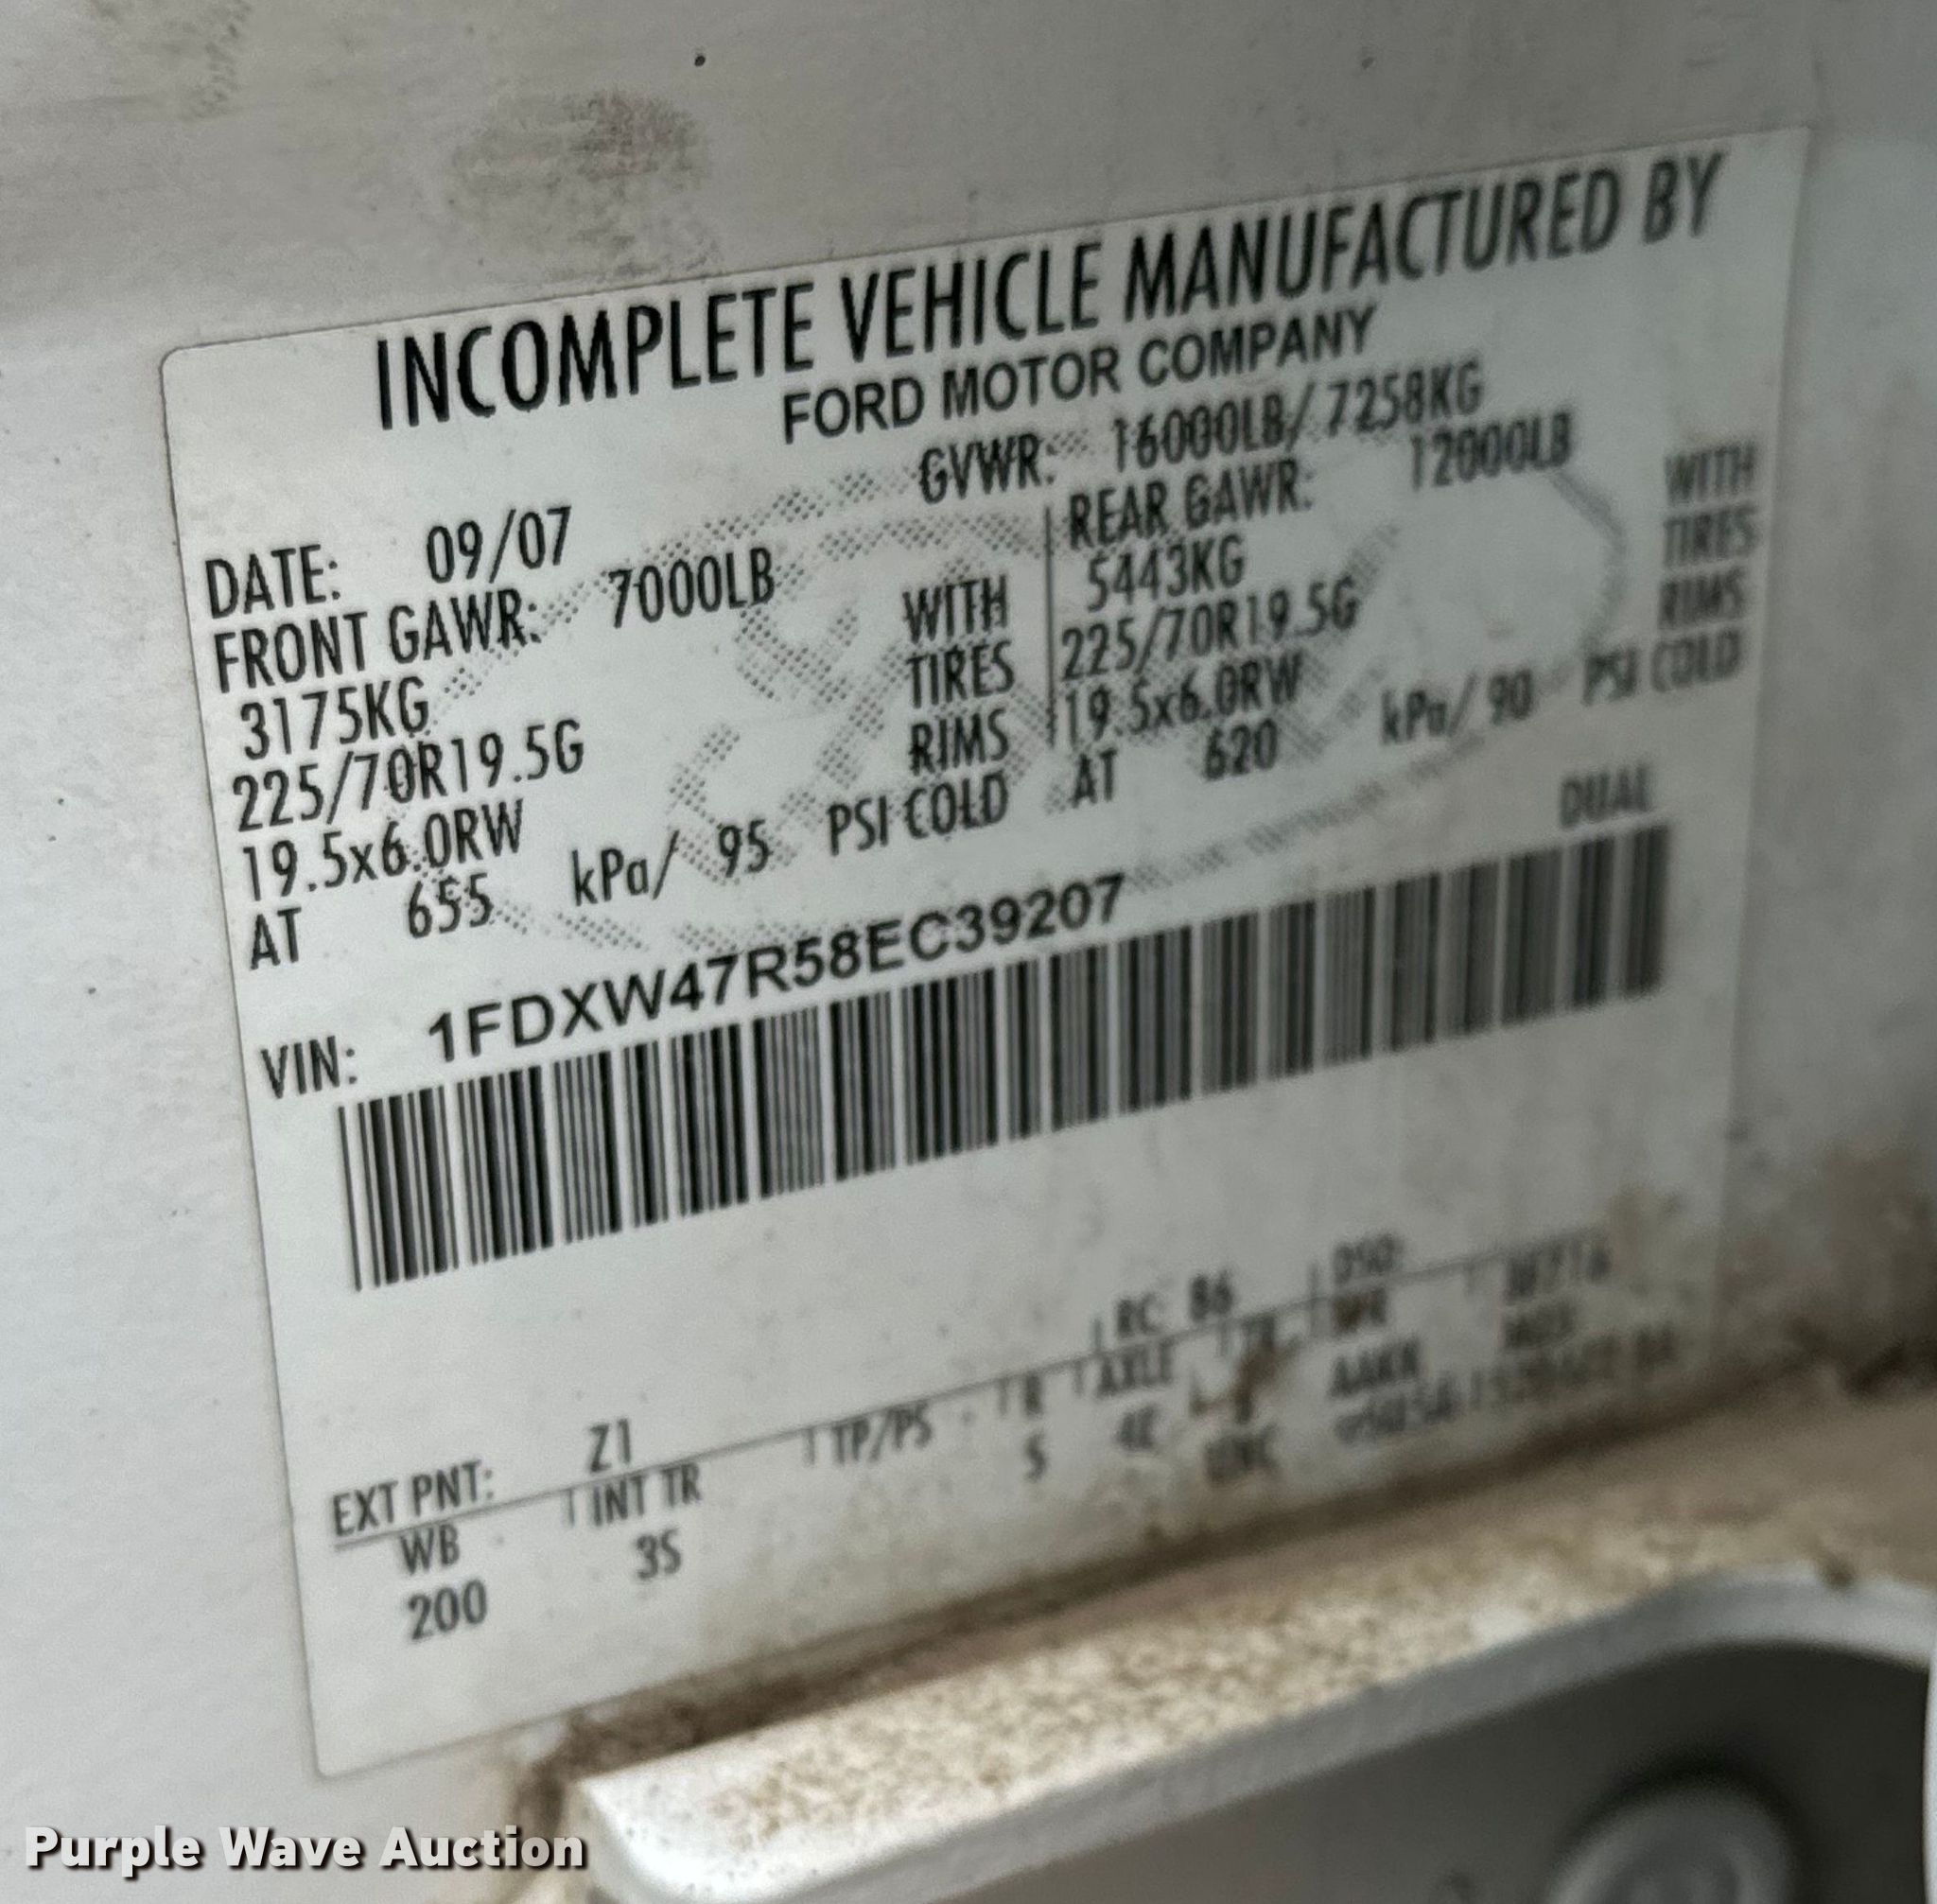 INCOMPLETE VEHICLE MANUFACTURED BY
FORD MOTOR COMPANY
DATE: 09/07 GVWR: 16000LB/ 7258KG
FRONT GAWR: 7000LB REAR GAWR: 12000LB
3175KG WITH 5443KG WITH
225/70R19.5G TIRES 225/70R19.5G TIRES
19.5x6.0RW RIMS 19.5x6.0RW RIMS
AT 655 kPa/ 95 PSI COLD AT 620 kPa/ 90 PSI COLD
VIN: 1FDXW47R58EC39207 DUAL
EXT PNT: Z1 RC: 86 DSO:
WB INT TR TP/PS R AXLE TR
200 3S S 4E
Purple Wave Auction